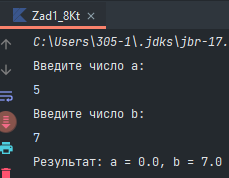 Zad1_8Kt
C:\Users\305-1\.jdks\jbr-17.
Введите число a:
5
Введите число b:
7
Результат: a = 0.0, b = 7.0